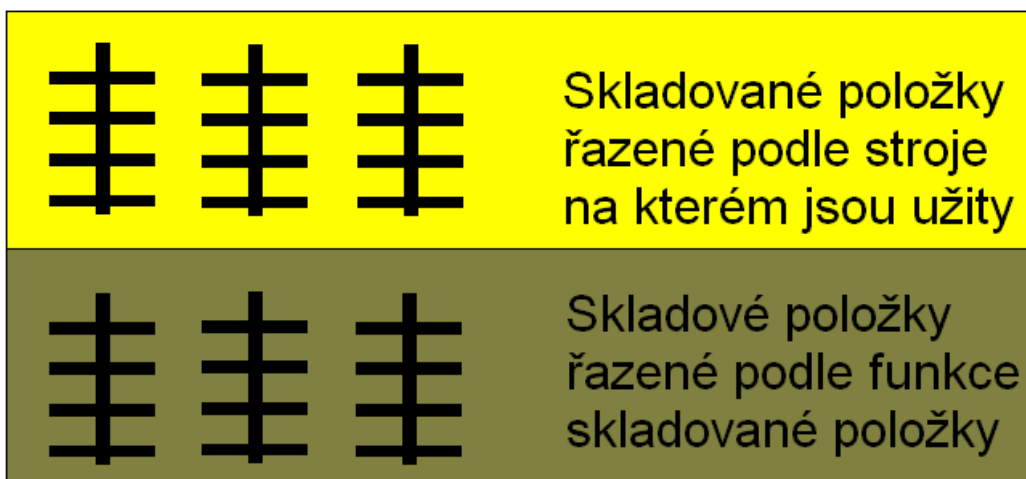 Skladované položky
řazené podle stroje
na kterém jsou užity
Skladové položky
řazené podle funkce
skladované položky